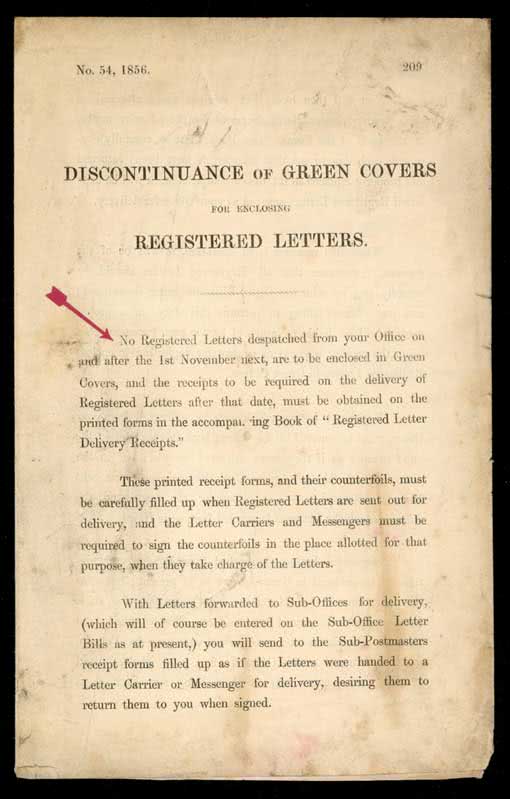 No. 54, 1856. 209
DISCONTINUANCE OF GREEN COVERS
FOR ENCLOSING
REGISTERED LETTERS.
No Registered Letters despatched from your Office on
and after the 1st November next, are to be enclosed in Green
Covers, and the receipts to be required on the delivery of
Registered Letters after that date, must be obtained on the
printed forms in the accompa ing Book of “ Registered Letter
Delivery Receipts.”
These printed receipt forms, and their counterfoils, must
be carefully filled up when Registered Letters are sent out for
delivery, and the Letter Carriers and Messengers must be
required to sign the counterfoils in the place allotted for that
purpose, when they take charge of the Letters.
With Letters forwarded to Sub-Offices for delivery,
(which will of course be entered on the Sub-Office Letter
Bills as at present,) you will send to the Sub-Postmasters
receipt forms filled up as if the Letters were handed to a
Letter Carrier or Messenger for delivery, desiring them to
return them to you when signed.